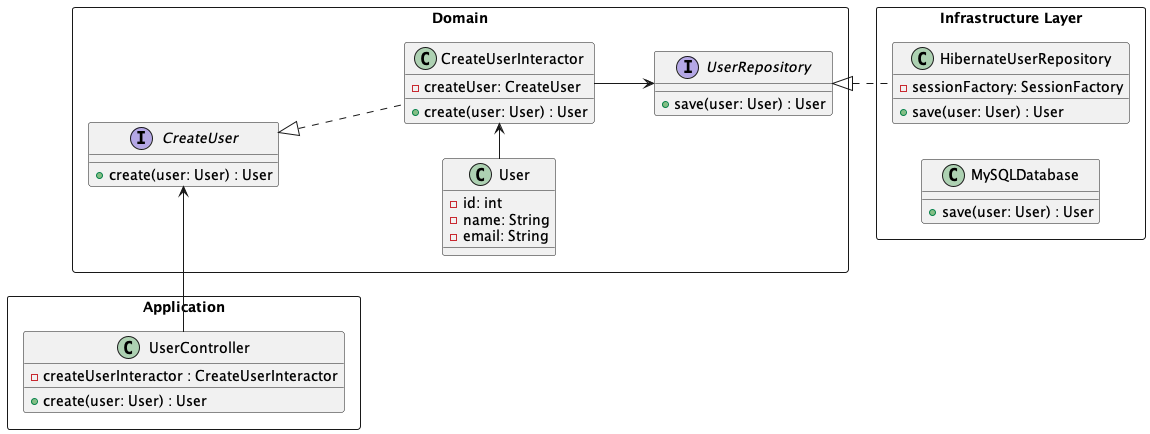 Domain
Infrastructure Layer
C CreateUserInteractor
createUser: CreateUser
create(user: User) : User
I UserRepository
save(user: User) : User
C HibernateUserRepository
sessionFactory: SessionFactory
save(user: User) : User
I CreateUser
create(user: User) : User
C User
id: int
name: String
email: String
C MySQLDatabase
save(user: User) : User
Application
C UserController
createUserInteractor : CreateUserInteractor
create(user: User) : User